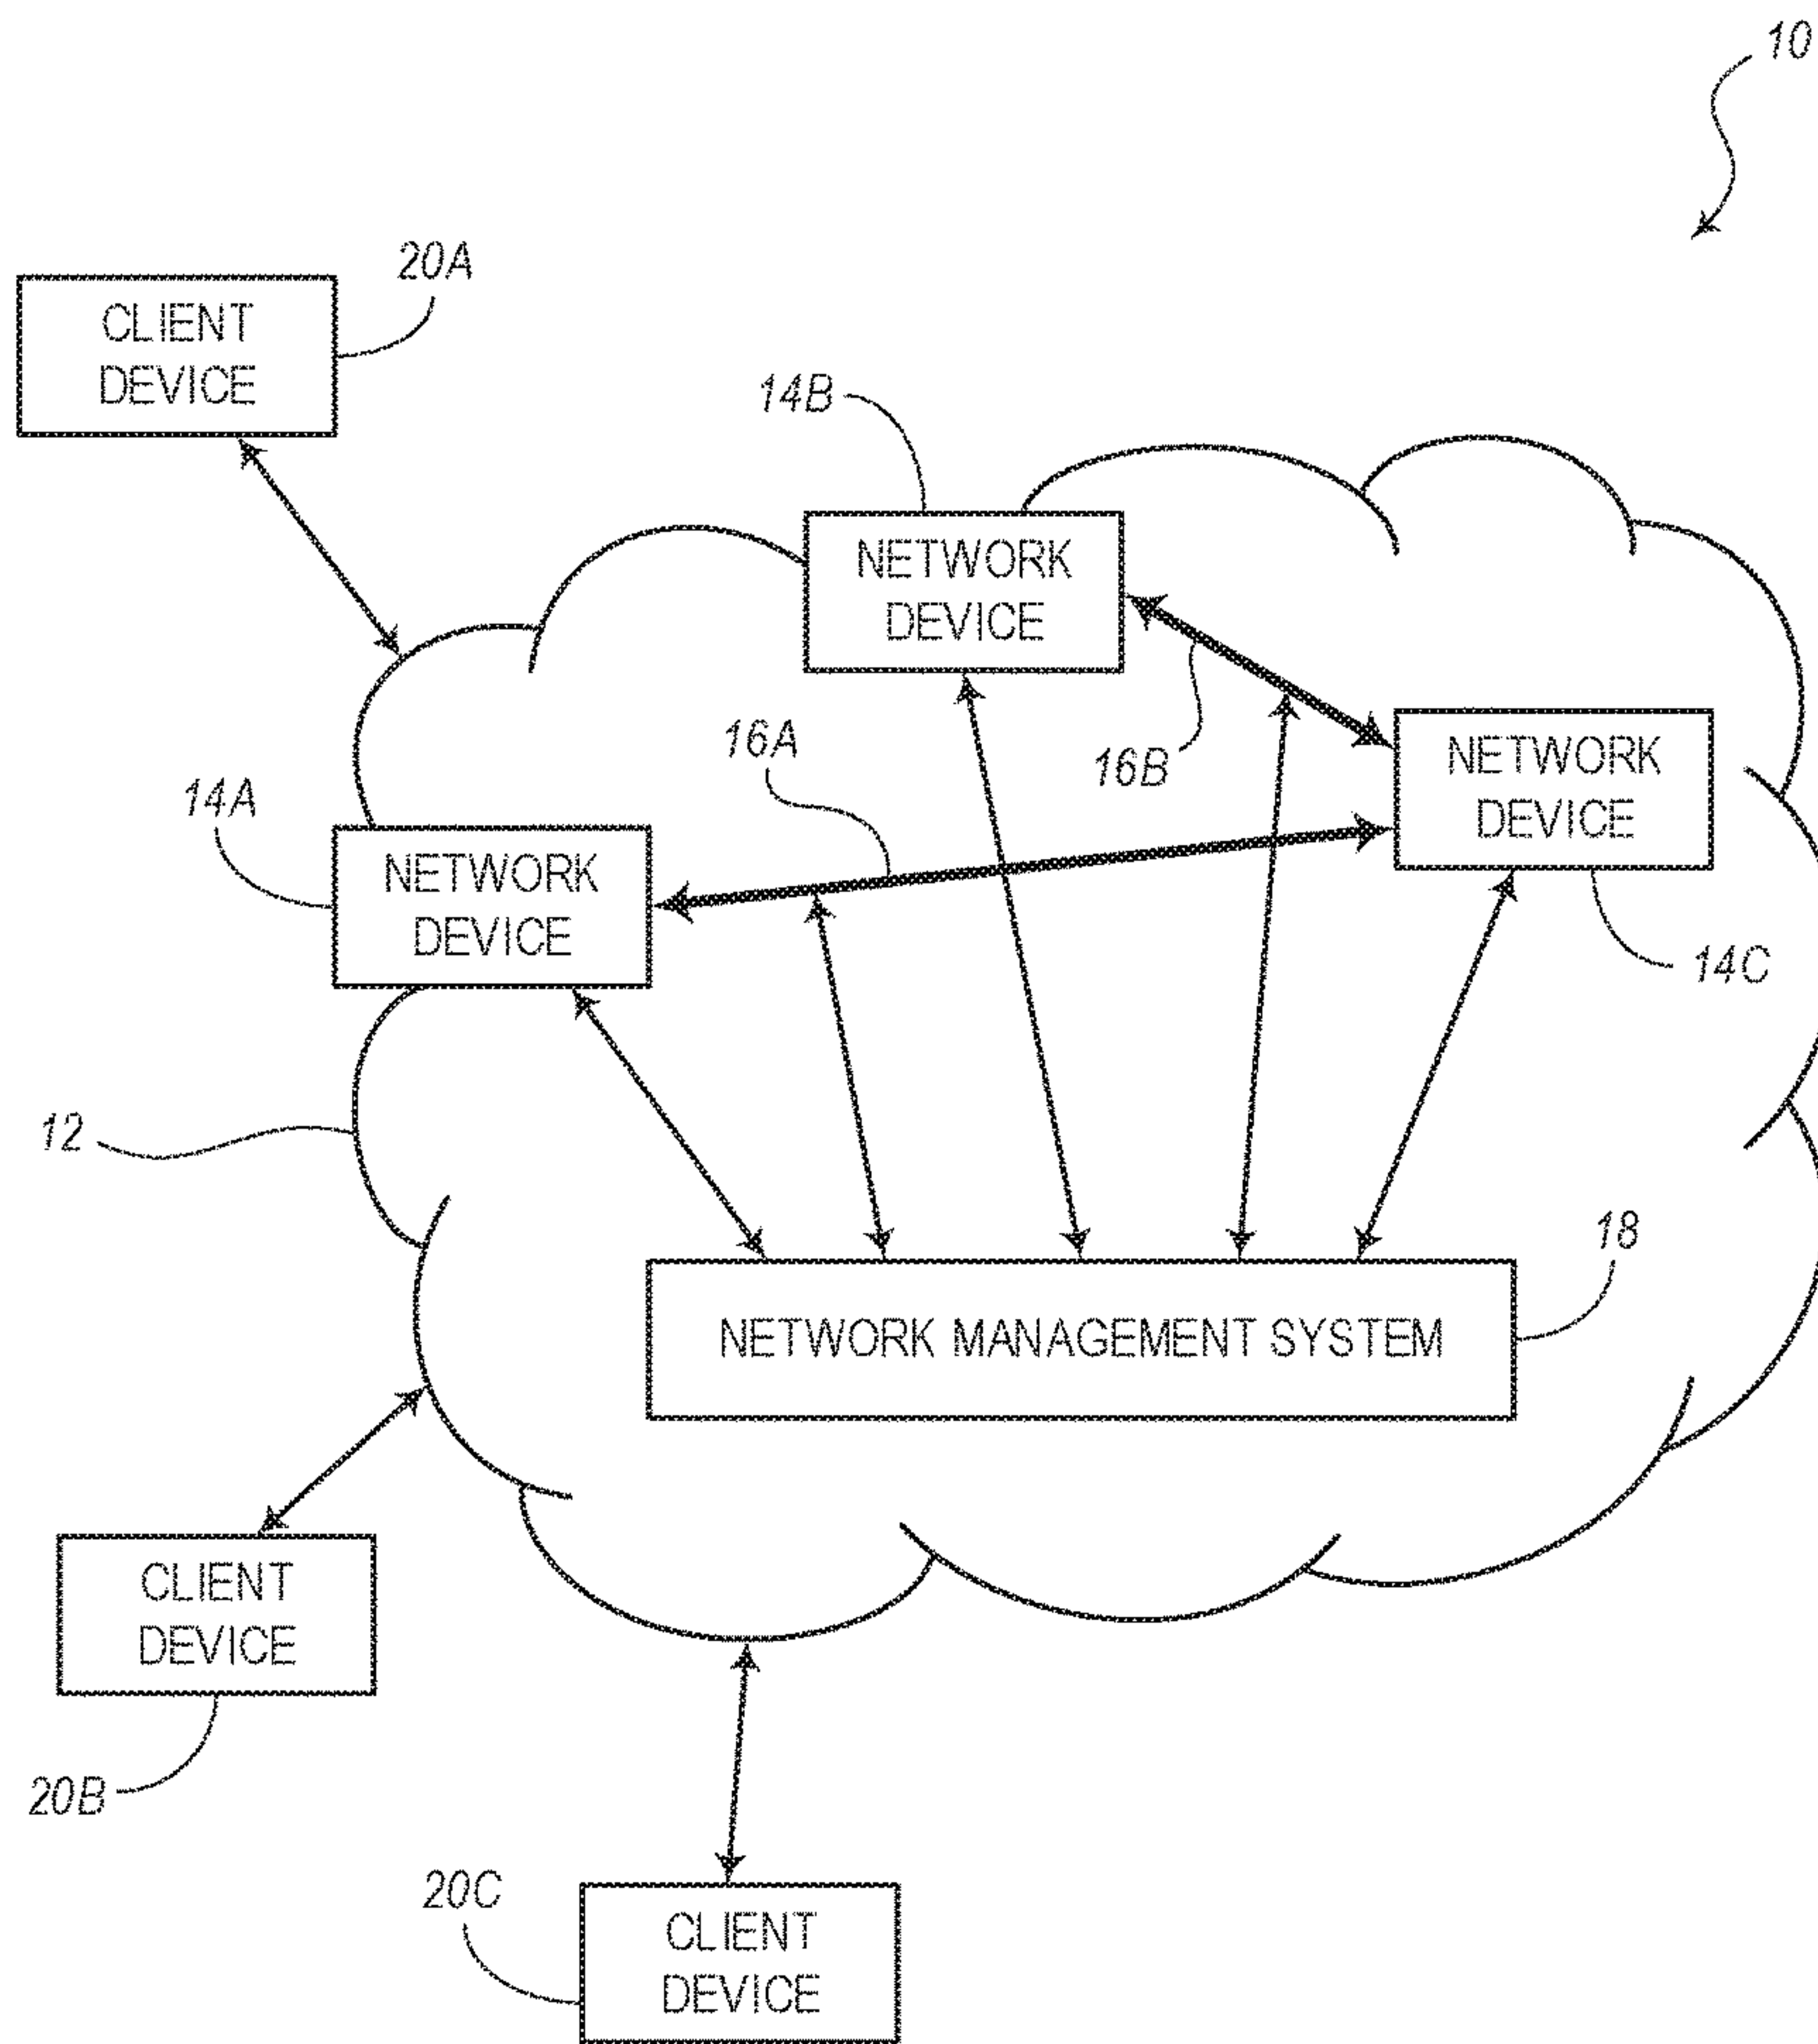 10
20A
CLIENT
DEVICE
14B
NETWORK
DEVICE
16A
16B
NETWORK
DEVICE
14A
NETWORK
DEVICE
14C
12
18
NETWORK MANAGEMENT SYSTEM
CLIENT
DEVICE
20B
20C
CLIENT
DEVICE